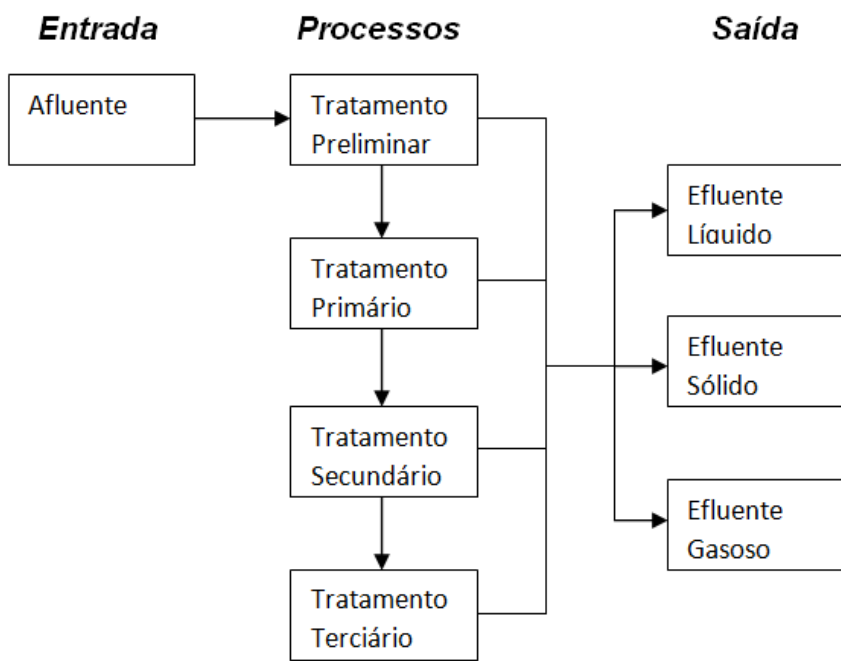 Entrada
Processos
Saída
Afluente
Tratamento
Preliminar
Tratamento
Primário
Tratamento
Secundário
Tratamento
Terciário
Efluente
Líquido
Efluente
Sólido
Efluente
Gasoso